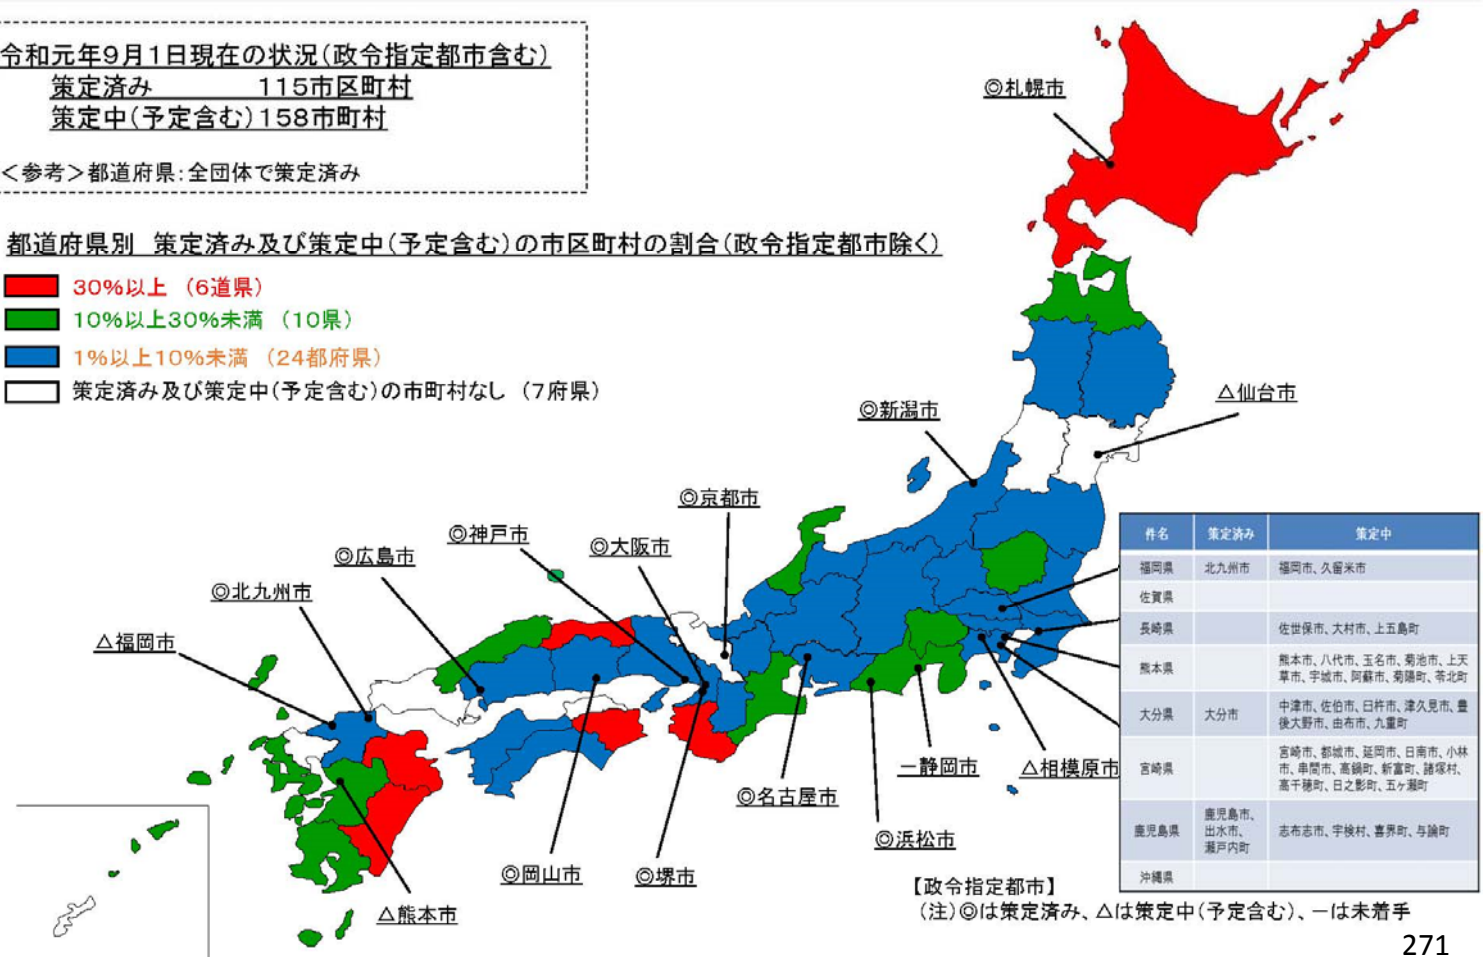 令和元年9月1日現在の状況(政令指定都市含む)
策定済み 115市区町村
策定中(予定含む)158市町村
<参考>都道府県:全団体で策定済み
都道府県別 策定済み及び策定中(予定含む)の市区町村の割合(政令指定都市除く)
30%以上 (6道県)
10%以上30%未満 (10県)
1%以上10%未満 (24都府県)
策定済み及び策定中(予定含む)の市町村なし (7府県)
◎札幌市
△仙台市
◎新潟市
◎京都市
◎神戸市
◎大阪市
◎広島市
◎北九州市
△福岡市
－静岡市
△相模原市
◎名古屋市
◎浜松市
◎岡山市
◎堺市
△熊本市
件名 策定済み 策定中
福岡県 北九州市 福岡市、久留米市
佐賀県
長崎県 佐世保市、大村市、上五島町
熊本県 熊本市、八代市、玉名市、菊池市、上天
草市、宇城市、阿蘇市、菊陽町、苓北町
大分県 大分市 中津市、佐伯市、臼杵市、津久見市、豊
後大野市、由布市、九重町
宮崎県 宮崎市、都城市、延岡市、日南市、小林
市、串間市、高鍋町、新富町、諸塚村、
高千穂町、日之影町、五ヶ瀬町
鹿児島県 鹿児島市、
出水市、
瀬戸内町 志布志市、宇検村、喜界町、与論町
沖縄県
【政令指定都市】
(注)◎は策定済み、△は策定中(予定含む)、－は未着手
271